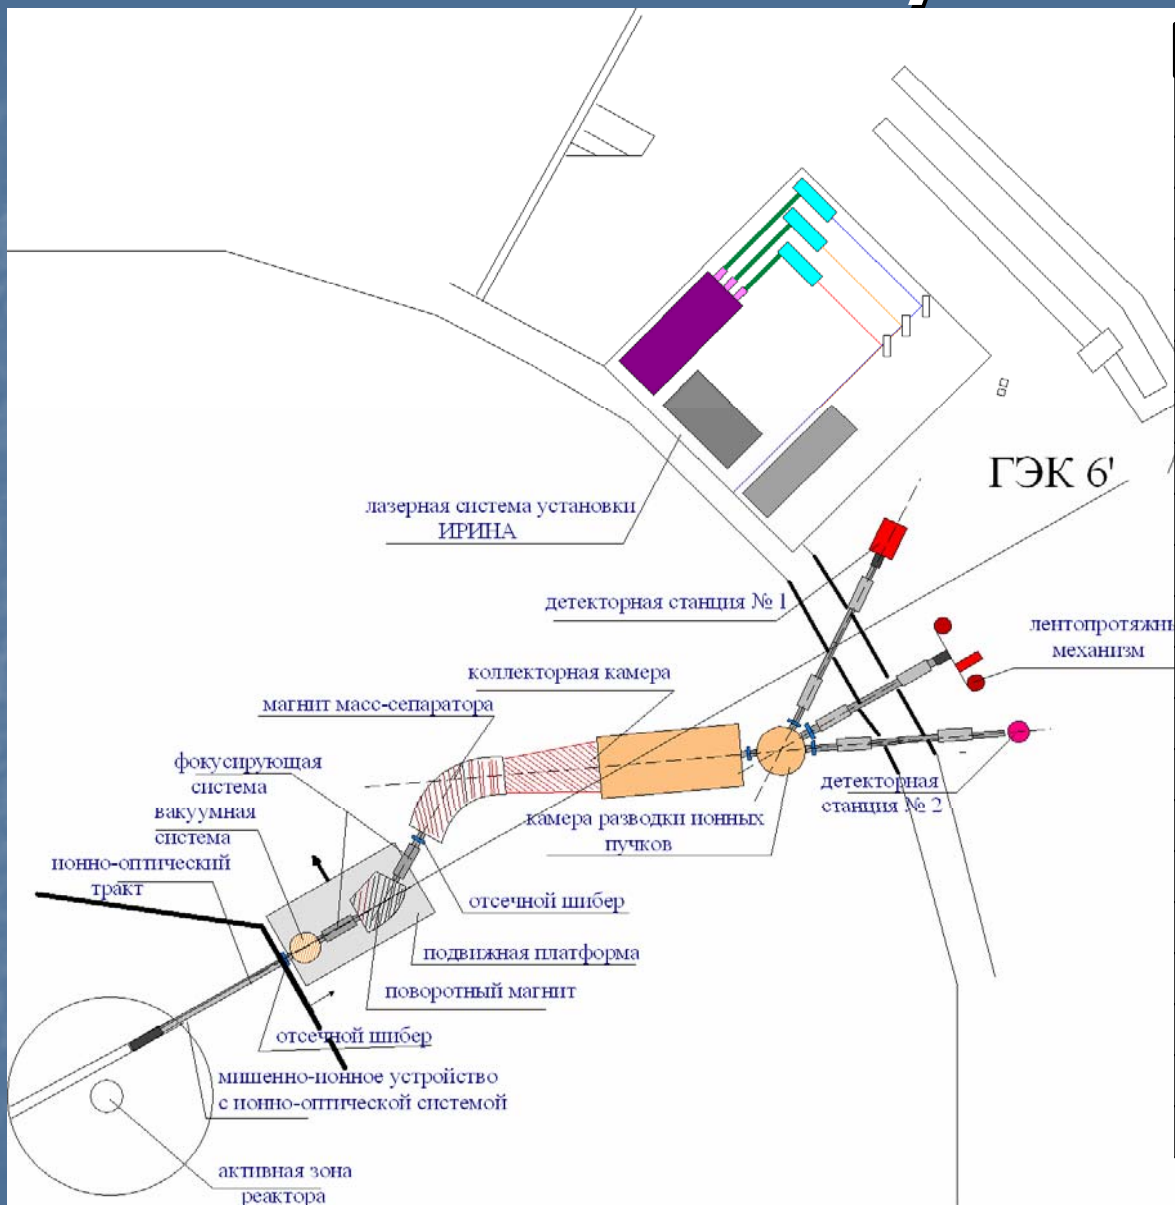 ГЭК 6'
лазерная система установки
ИРИНА
детекторная станция № 1
лентопротяжн
механизм
коллекторная камера
магнит масс-сепаратора
фокусирующая
система
детекторная
станция № 2
вакуумная
система
камера разводки ионных
пучков
ионно-оптический
тракт
отсечной шибер
подвижная платформа
поворотный магнит
отсечной шибер
мишенно-ионное устройство
с ионно-оптической системой
активная зона
реактора